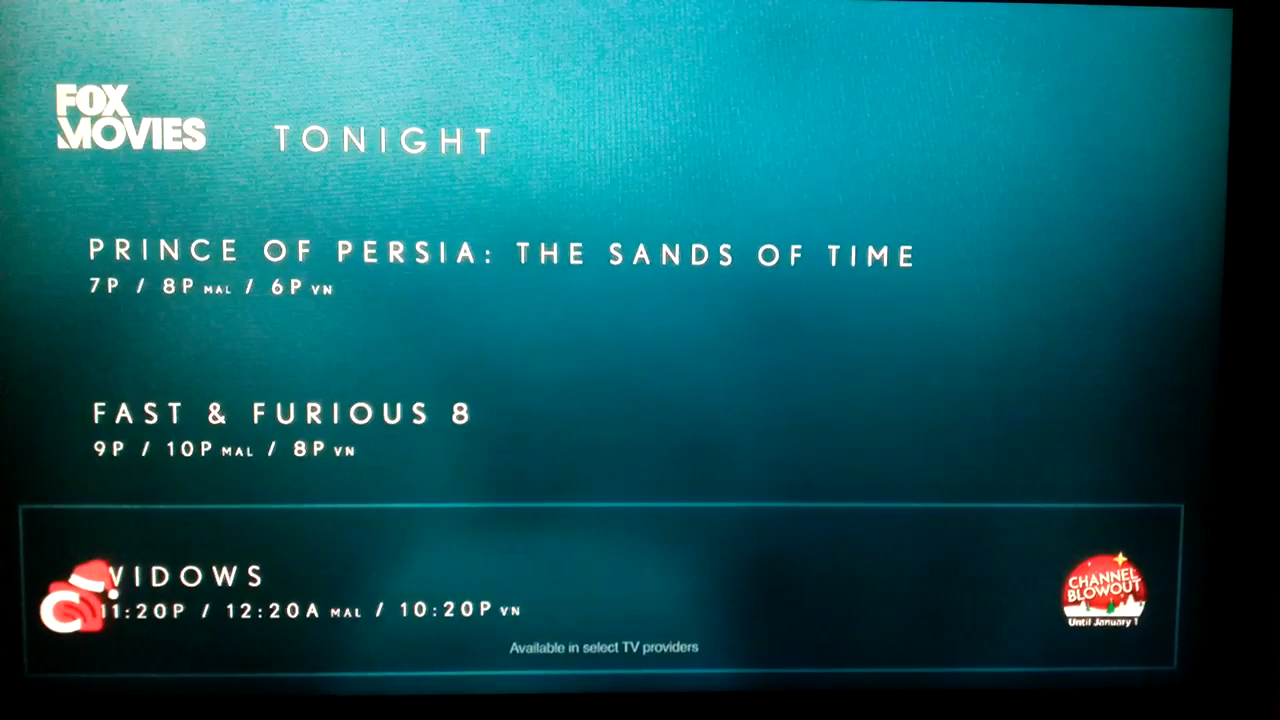 FOX
MOVIES
TONIGHT
PRINCE OF PERSIA: THE SANDS OF TIME
7P / 8P MAL / 6P VN
FAST & FURIOUS 8
9P / 10P MAL / 8P VN
WIDOWS
11:20P / 12:20A MAL / 10:20P VN
Available in select TV providers
CHANNEL
BLOWOUT
Until January 1